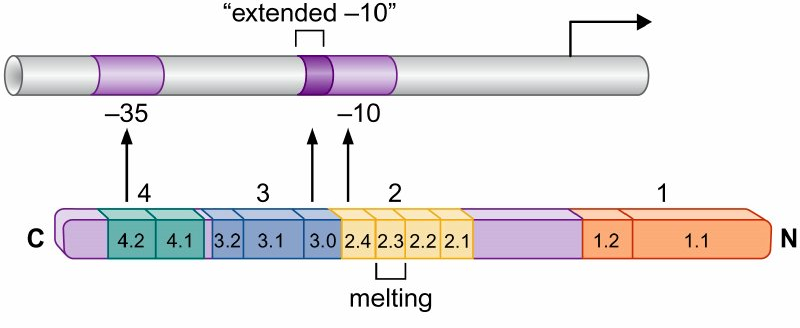 “extended –10”
–35
–10
4 3 2 1
C 4.2 4.1 3.2 3.1 3.0 2.4 2.3 2.2 2.1 1.2 1.1 N
melting